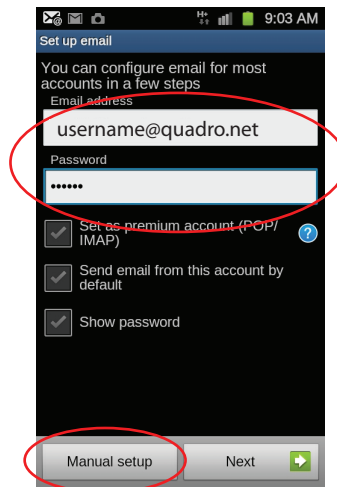 H+ 9:03 AM
Set up email
You can configure email for most
accounts in a few steps
Email address
username@quadro.net
Password
••••••
Set as premium account (POP/
IMAP)
?
Send email from this account by
default
Show password
Manual setup Next